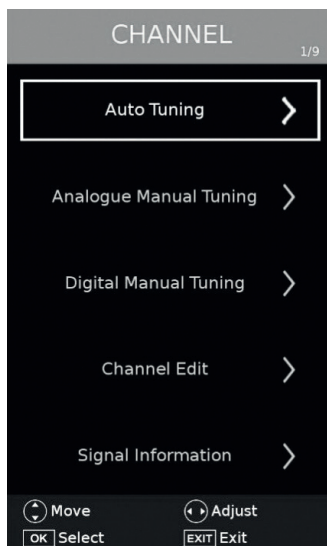 CHANNEL
1/9
Auto Tuning
Analogue Manual Tuning
Digital Manual Tuning
Channel Edit
Signal Information
Move Adjust
OK Select EXIT Exit